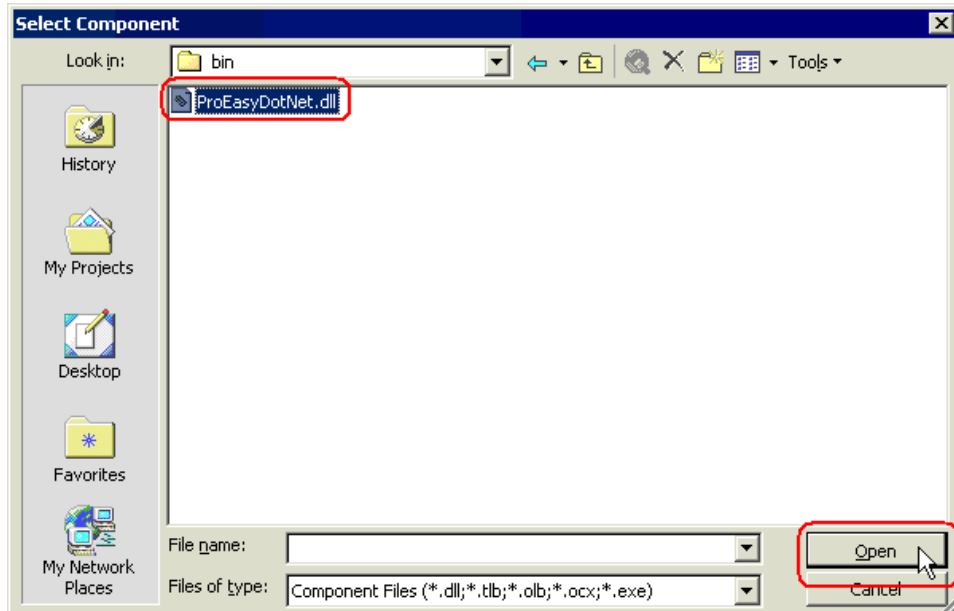 Select Component
Look in:
bin
Tools
ProEasyDotNet.dll
History
My Projects
Desktop
Favorites
My Network
Places
File name:
Open
Files of type:
Component Files (*.dll;*.tlb;*.olb;*.ocx;*.exe)
Cancel